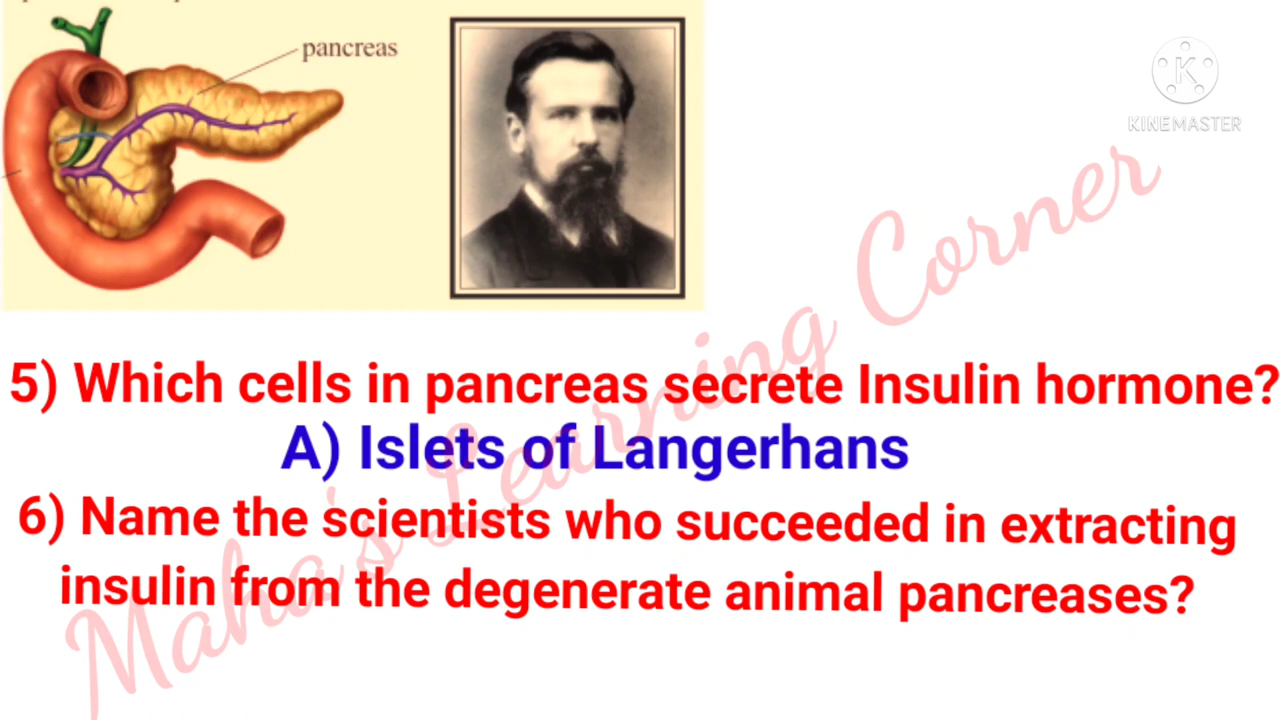 pancreas
K
KINEMASTER
5) Which cells in pancreas secrete Insulin hormone?
A) Islets of Langerhans
6) Name the scientists who succeeded in extracting
insulin from the degenerate animal pancreases?
Maha's Learning Corner